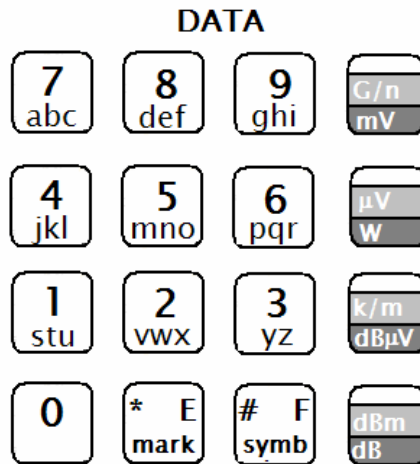 DATA
7 8 9 G/n
abc def ghi mV
4 5 6 µV
jkl mno pqr W
1 2 3 k/m
stu vwx yz dBµV
0 * E # F dBm
mark symb dB